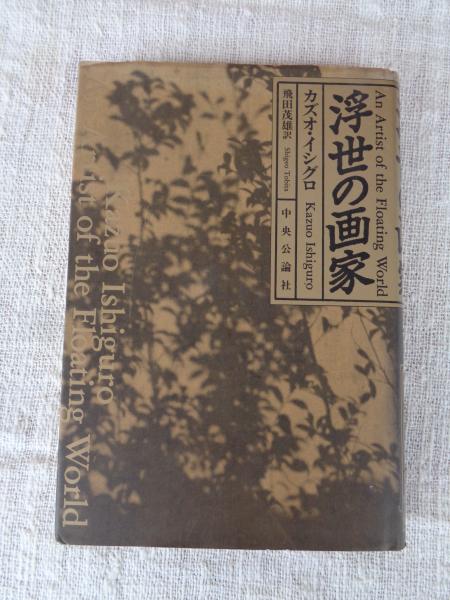 An Artist of the Floating World
浮世の画家
カズオ・イシグロ Kazuo Ishiguro
飛田茂雄訳 Shigeo Tobita
中央公論社
Kazuo Ishiguro
ist of the Floating World